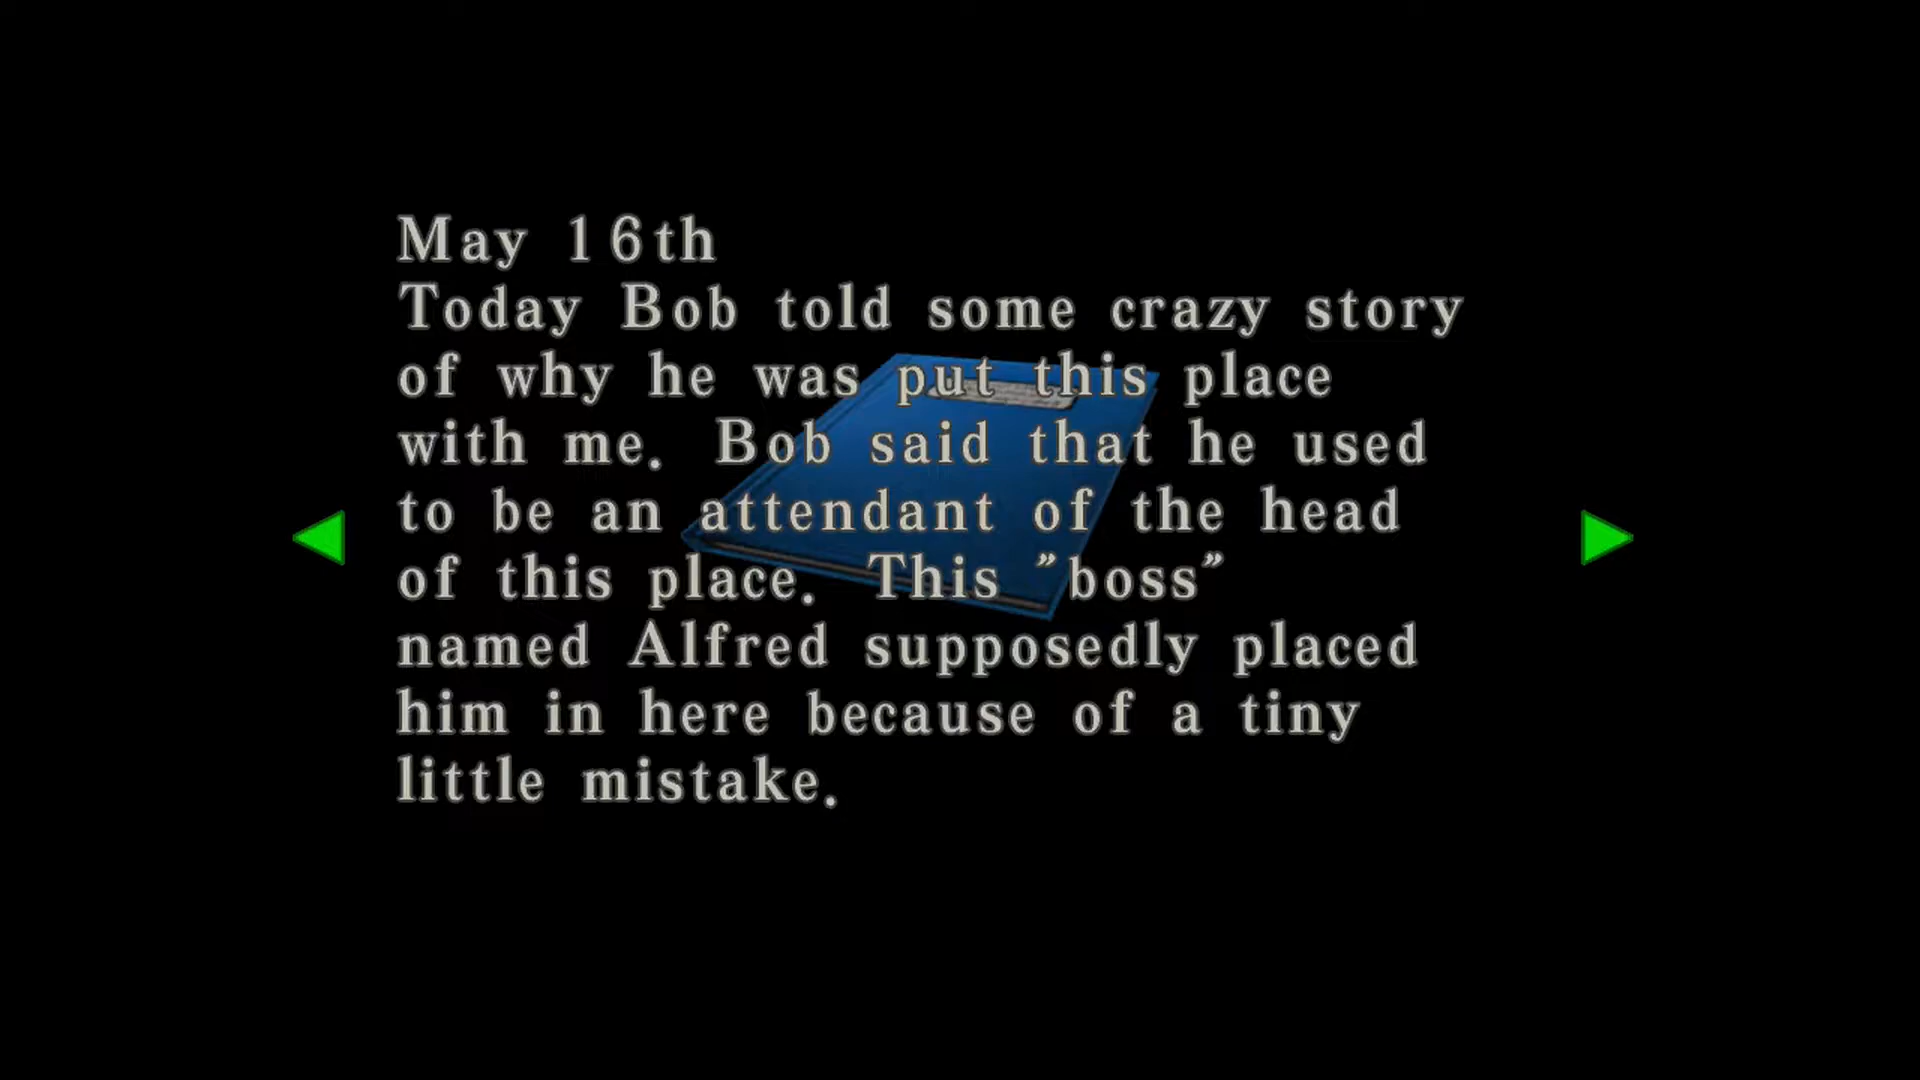 May 16th
Today Bob told some crazy story
of why he was put this place
with me. Bob said that he used
to be an attendant of the head
of this place. This ”boss”
named Alfred supposedly placed
him in here because of a tiny
little mistake.